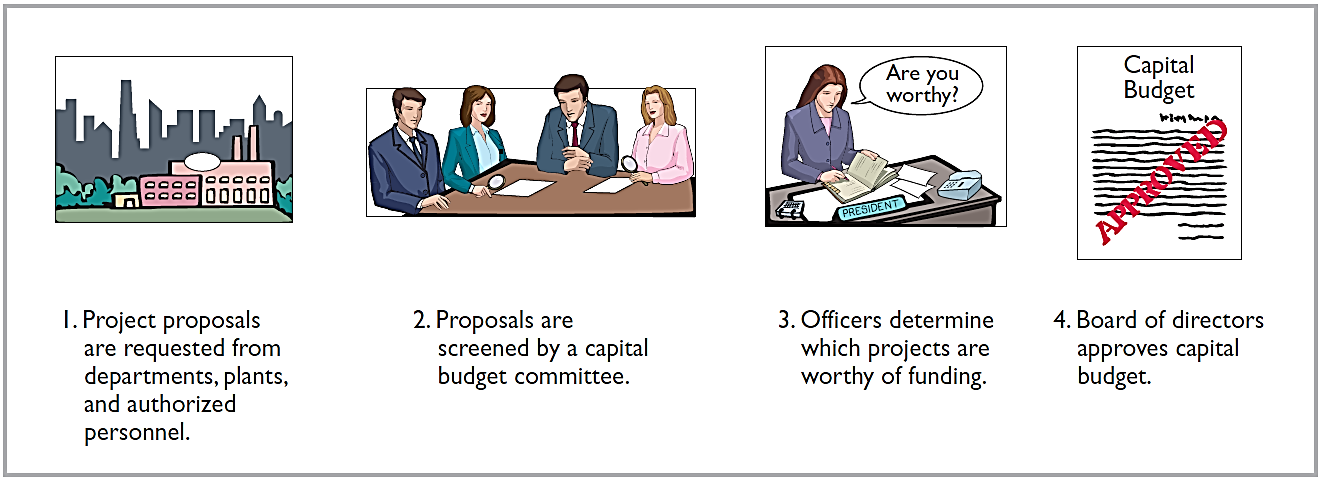 Are you
worthy?
PRESIDENT
Capital
Budget
APPROVED
1. Project proposals
are requested from
departments, plants,
and authorized
personnel.
2. Proposals are
screened by a capital
budget committee.
3. Officers determine
which projects are
worthy of funding.
4. Board of directors
approves capital
budget.